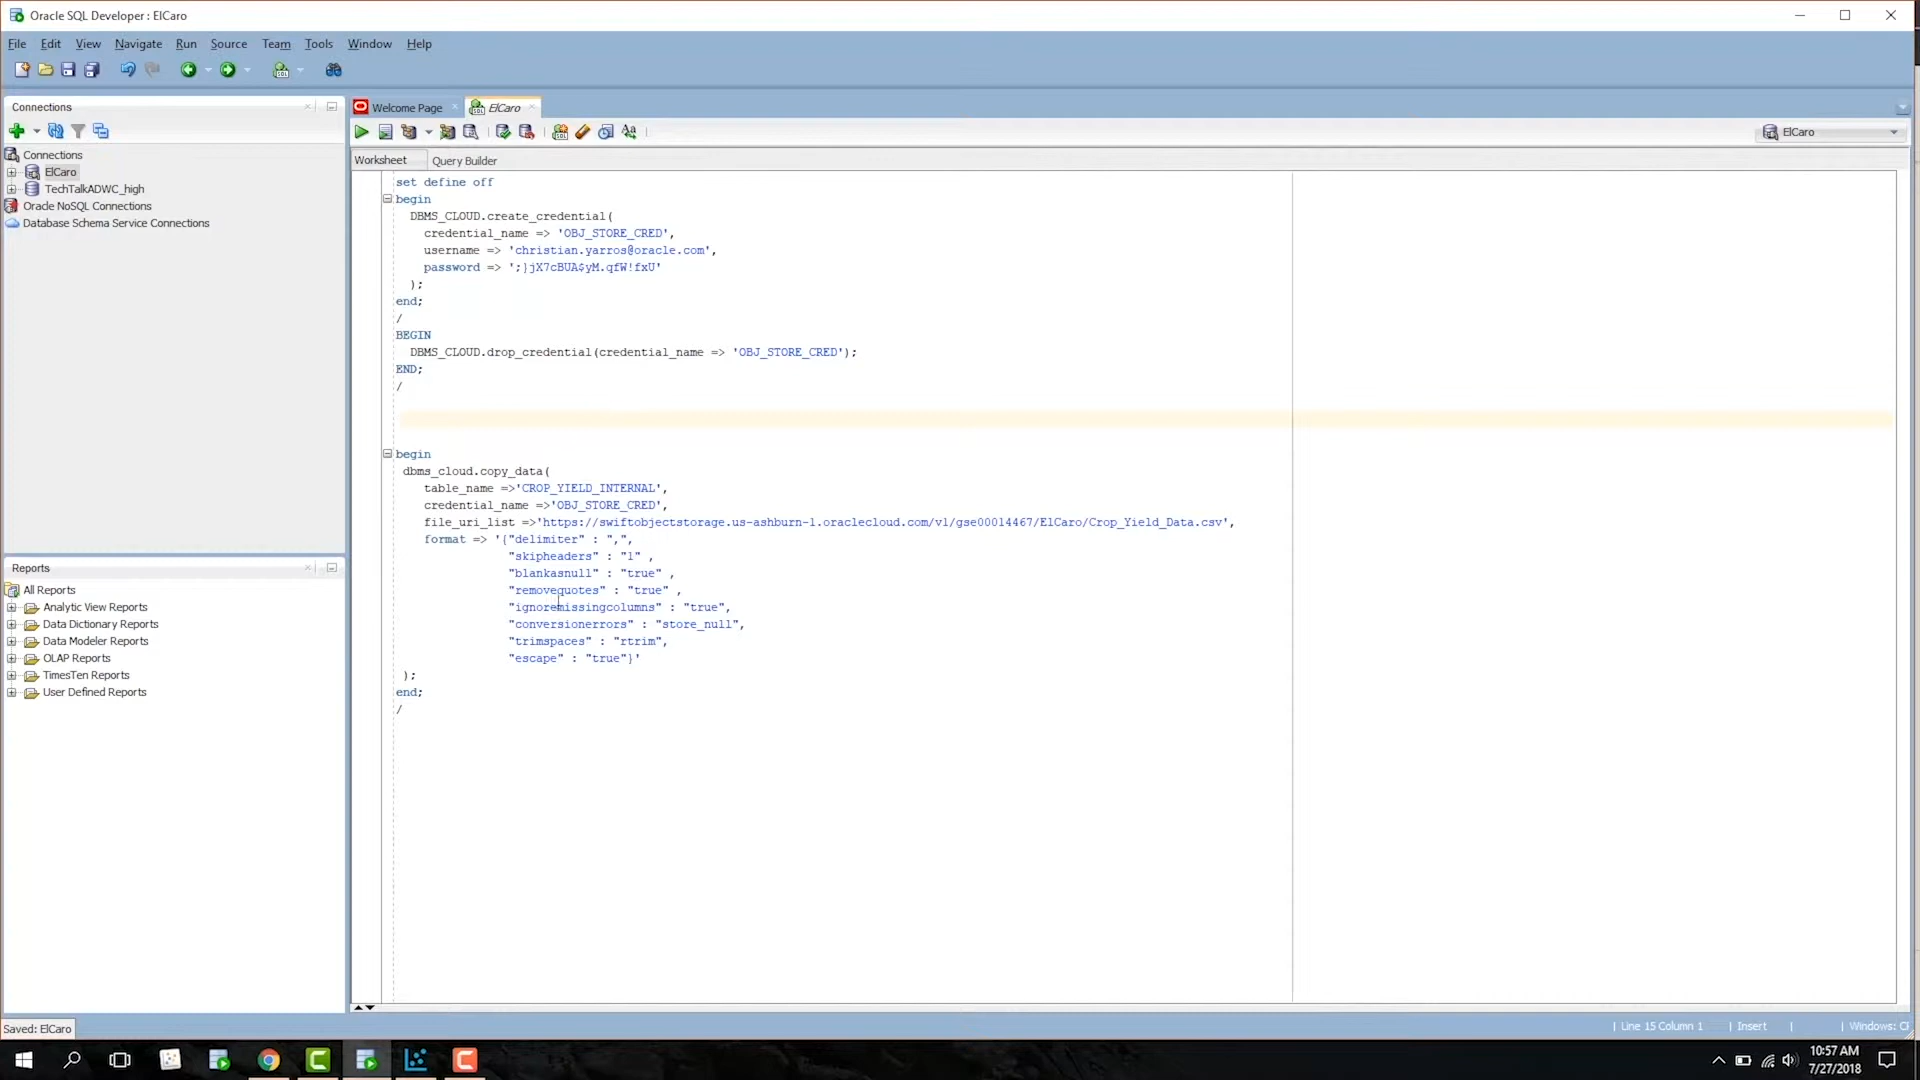 Oracle SQL Developer : ElCaro
File Edit View Navigate Run Source Team Tools Window Help
Connections
Welcome Page
ElCaro
ElCaro
Connections
ElCaro
TechTalkADWC_high
Oracle NoSQL Connections
Database Schema Service Connections
Worksheet Query Builder
set define off
begin
DBMS_CLOUD.create_credential(
credential_name => 'OBJ_STORE_CRED',
username => 'christian.yarros@oracle.com',
password => ';}jX7cBUA$yM.qfW!fxU'
);
end;
/
BEGIN
DBMS_CLOUD.drop_credential(credential_name => 'OBJ_STORE_CRED');
END;
/
begin
dbms_cloud.copy_data(
table_name =>'CROP_YIELD_INTERNAL',
credential_name =>'OBJ_STORE_CRED',
file_uri_list =>'https://swiftobjectstorage.us-ashburn-1.oraclecloud.com/v1/gse00014467/ElCaro/Crop_Yield_Data.csv',
format => '{"delimiter" : ",",
"skipheaders" : "1" ,
"blankasnull" : "true" ,
"removequotes" : "true" ,
"ignoremissingcolumns" : "true",
"conversionerrors" : "store_null",
"trimspaces" : "rtrim",
"escape" : "true"}'
);
end;
/
Reports
All Reports
Analytic View Reports
Data Dictionary Reports
Data Modeler Reports
OLAP Reports
TimesTen Reports
User Defined Reports
Saved: ElCaro
Line 15 Column 1
Insert
Windows:
10:57 AM
7/27/2018